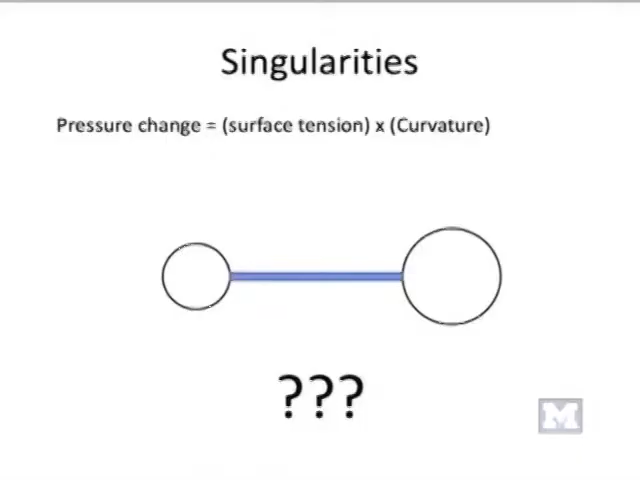 Singularities
Pressure change = (surface tension) x (Curvature)
???
M